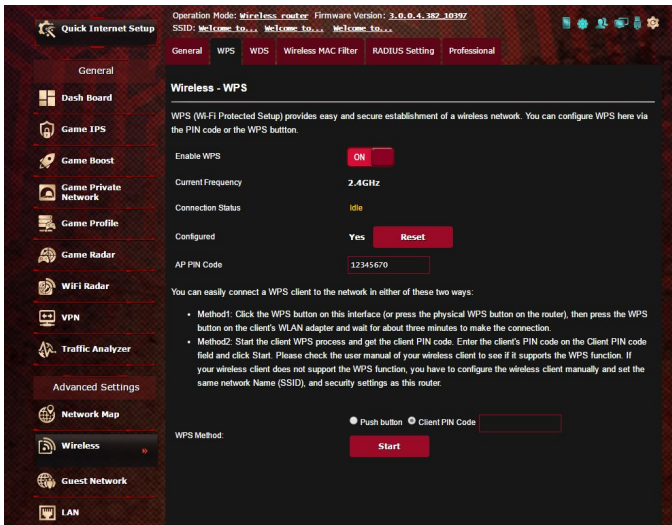 Quick Internet Setup
Operation Mode: Wireless router Firmware Version: 3.0.0.4.382_10397
SSID: Welcome to... Welcome to... Welcome to...
General WPS WDS Wireless MAC Filter RADIUS Setting Professional
General
Dash Board
Game IPS
Game Boost
Game Private
Network
Game Profile
Game Radar
WiFi Radar
VPN
Traffic Analyzer
Advanced Settings
Network Map
Wireless »
Guest Network
LAN
Wireless - WPS
WPS (Wi-Fi Protected Setup) provides easy and secure establishment of a wireless network. You can configure WPS here via
the PIN code or the WPS buttton.
Enable WPS ON
Current Frequency 2.4GHz
Connection Status Idle
Configured Yes Reset
AP PIN Code 12345670
You can easily connect a WPS client to the network in either of these two ways:
• Method1: Click the WPS button on this interface (or press the physical WPS button on the router), then press the WPS
button on the client's WLAN adapter and wait for about three minutes to make the connection.
• Method2: Start the client WPS process and get the client PIN code. Enter the client's PIN code on the Client PIN code
field and click Start. Please check the user manual of your wireless client to see if it supports the WPS function. If
your wireless client does not support the WPS function, you have to configure the wireless client manually and set the
same network Name (SSID), and security settings as this router.
WPS Method: Push button Client PIN Code
Start